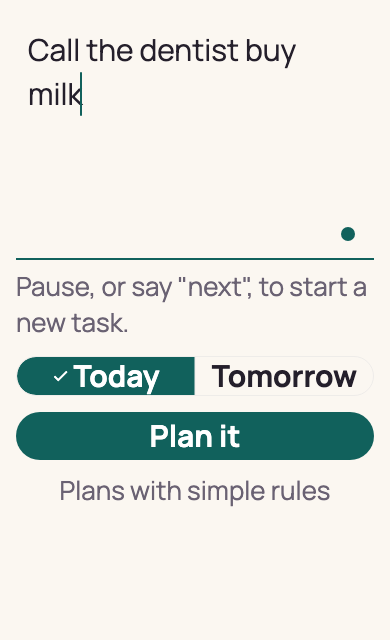 Call the dentist buy
milk
Pause, or say "next", to start a
new task.
Today
Tomorrow
Plan it
Plans with simple rules